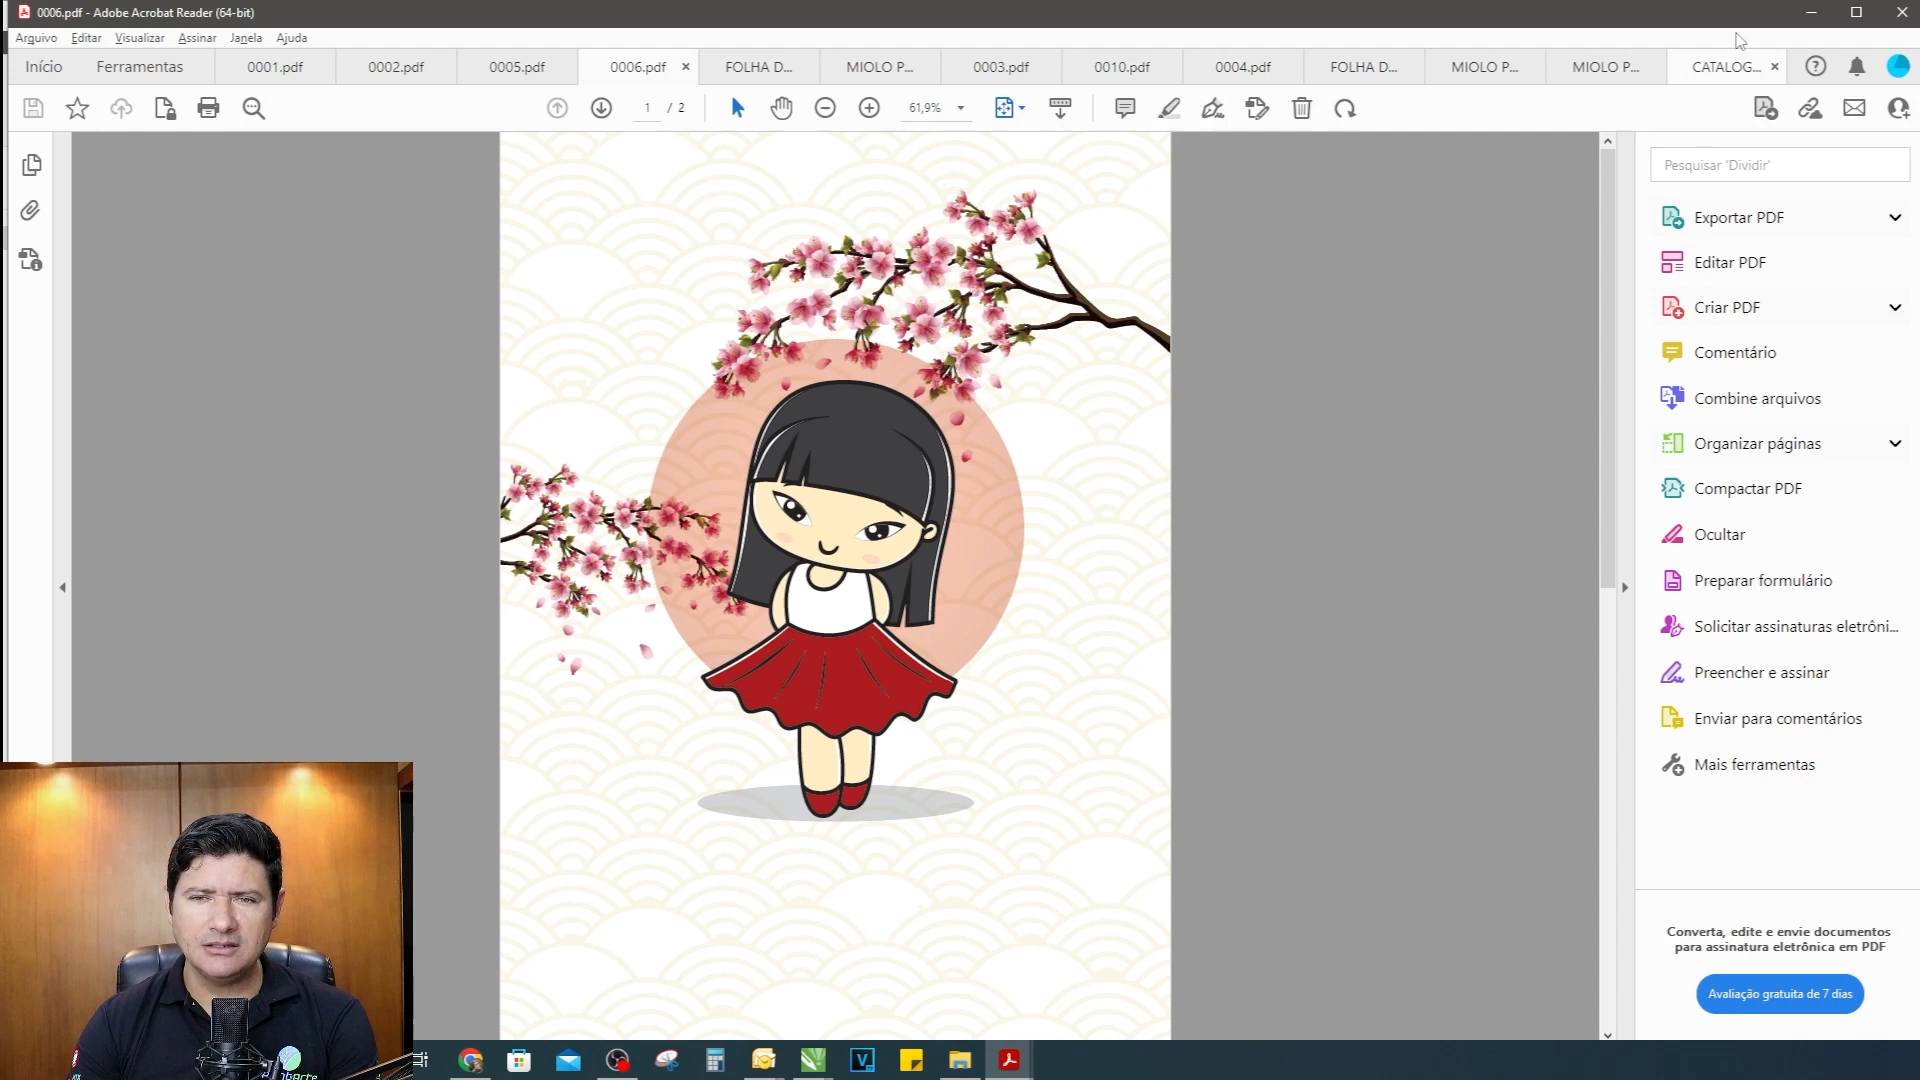 0006.pdf - Adobe Acrobat Reader (64-bit)
Arquivo Editar Visualizar Assinar Janela Ajuda
Início Ferramentas 0001.pdf 0002.pdf 0005.pdf 0006.pdf FOLHA D... MIOLO P... 0003.pdf 0010.pdf 0004.pdf FOLHA D... MIOLO P... MIOLO P... CATALOG...
1 / 2 61,9%
Pesquisar 'Dividir'
Exportar PDF
Editar PDF
Criar PDF
Comentário
Combine arquivos
Organizar páginas
Compactar PDF
Ocultar
Preparar formulário
Solicitar assinaturas eletrôni...
Preencher e assinar
Enviar para comentários
Mais ferramentas
Converta, edite e envie documentos
para assinatura eletrônica em PDF
Avaliação gratuita de 7 dias